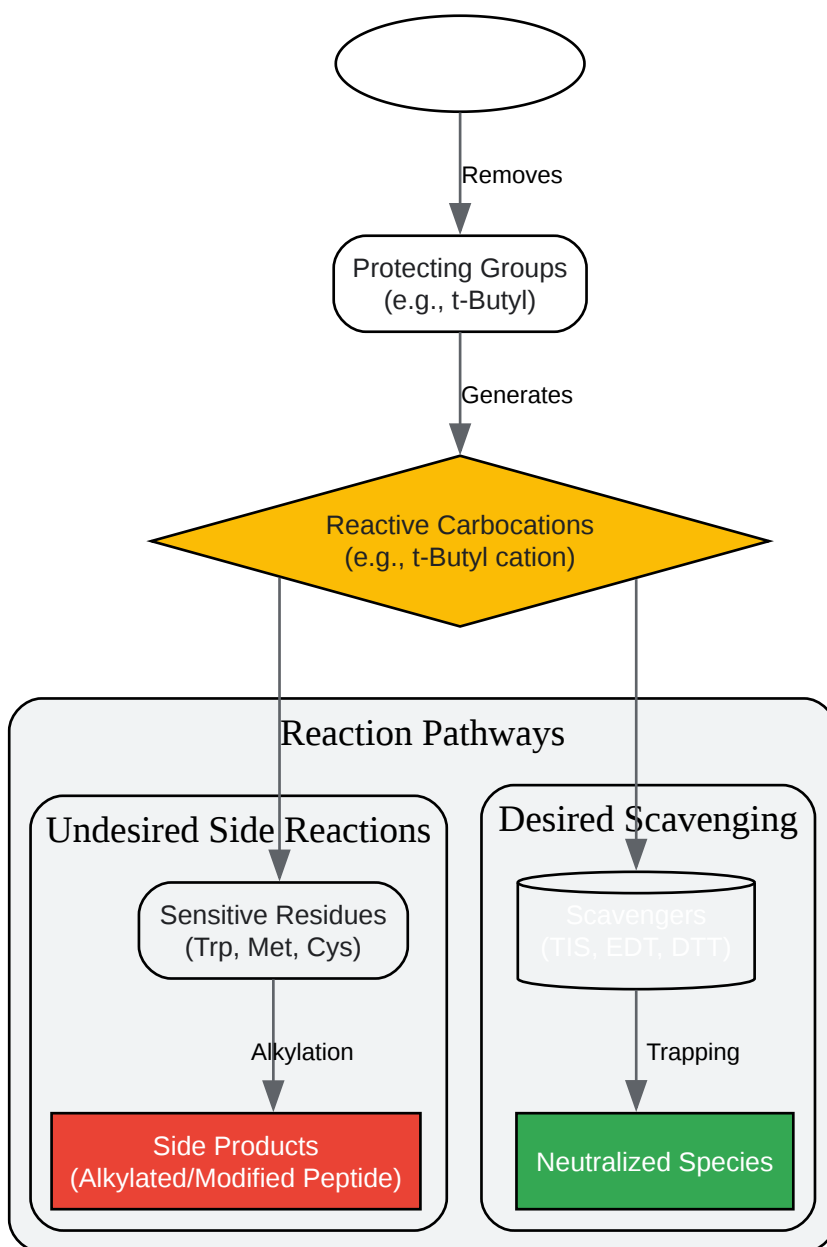 Removes
Protecting Groups
(e.g., t-Butyl)
Generates
Reactive Carbocations
(e.g., t-Butyl cation)
Reaction Pathways
Undesired Side Reactions
Desired Scavenging
Sensitive Residues
(Trp, Met, Cys)
Scavengers
(TIS, EDT, DTT)
Alkylation
Trapping
Side Products
(Alkylated/Modified Peptide)
Neutralized Species